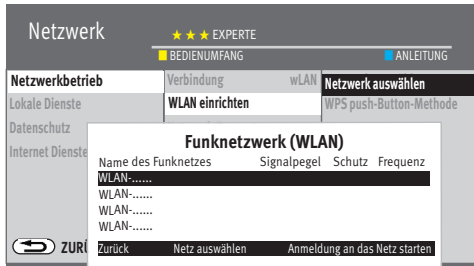 Netzwerk
EXPERTE
BEDIENUMFANG
ANLEITUNG
Netzwerkbetrieb
Verbindung wLAN
Netzwerk auswählen
Lokale Dienste
WLAN einrichten
WPS push-Button-Methode
Datenschutz
Internet Dienste
Funknetzwerk (WLAN)
Name des Funknetzes Signalpegel Schutz Frequenz
WLAN-......
WLAN-......
WLAN-......
WLAN-......
Zurück Netz auswählen Anmeldung an das Netz starten